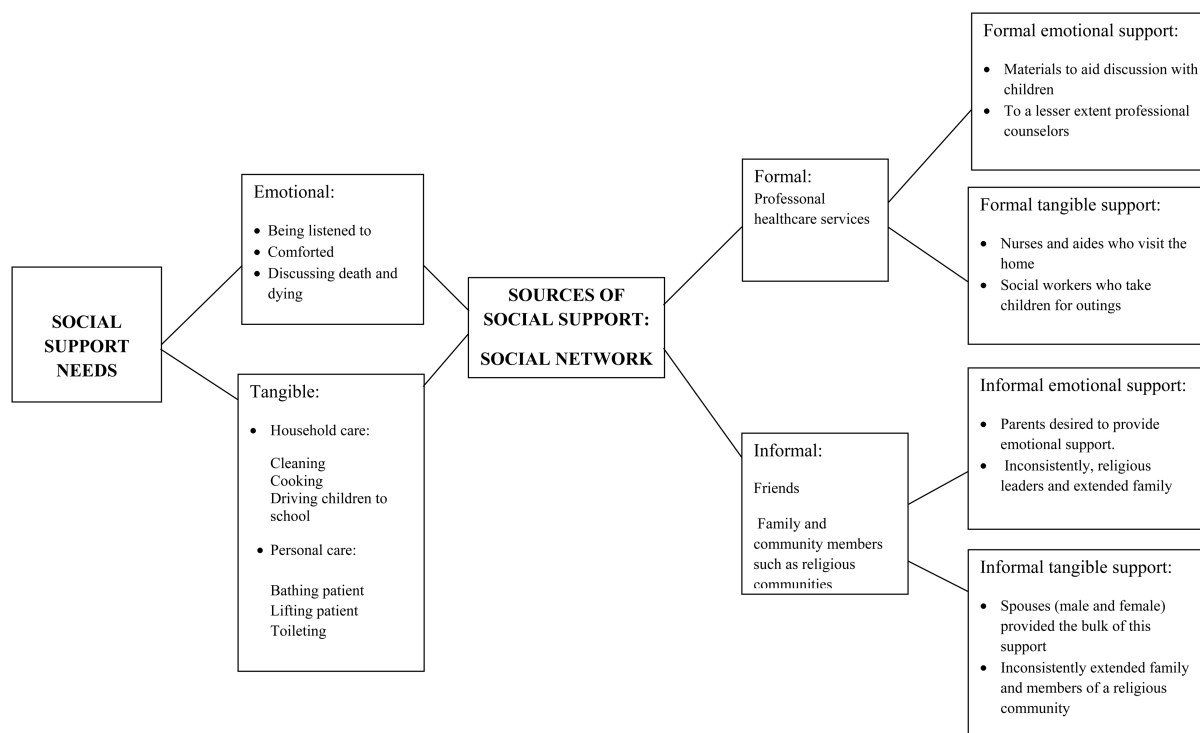 SOCIAL
SUPPORT
NEEDS
Emotional:
• Being listened to
• Comforted
• Discussing death and
dying
Tangible:
• Household care:
Cleaning
Cooking
Driving children to
school
• Personal care:
Bathing patient
Lifting patient
Toileting
SOURCES OF
SOCIAL SUPPORT:
SOCIAL NETWORK
Formal:
Professonal
healthcare services
Informal:
Friends
Family and
community members
such as religious
communities
Formal emotional support:
• Materials to aid discussion with
children
• To a lesser extent professional
counselors
Formal tangible support:
• Nurses and aides who visit the
home
• Social workers who take
children for outings
Informal emotional support:
• Parents desired to provide
emotional support.
• Inconsistently, religious
leaders and extended family
Informal tangible support:
• Spouses (male and female)
provided the bulk of this
support
• Inconsistently extended family
and members of a religious
community